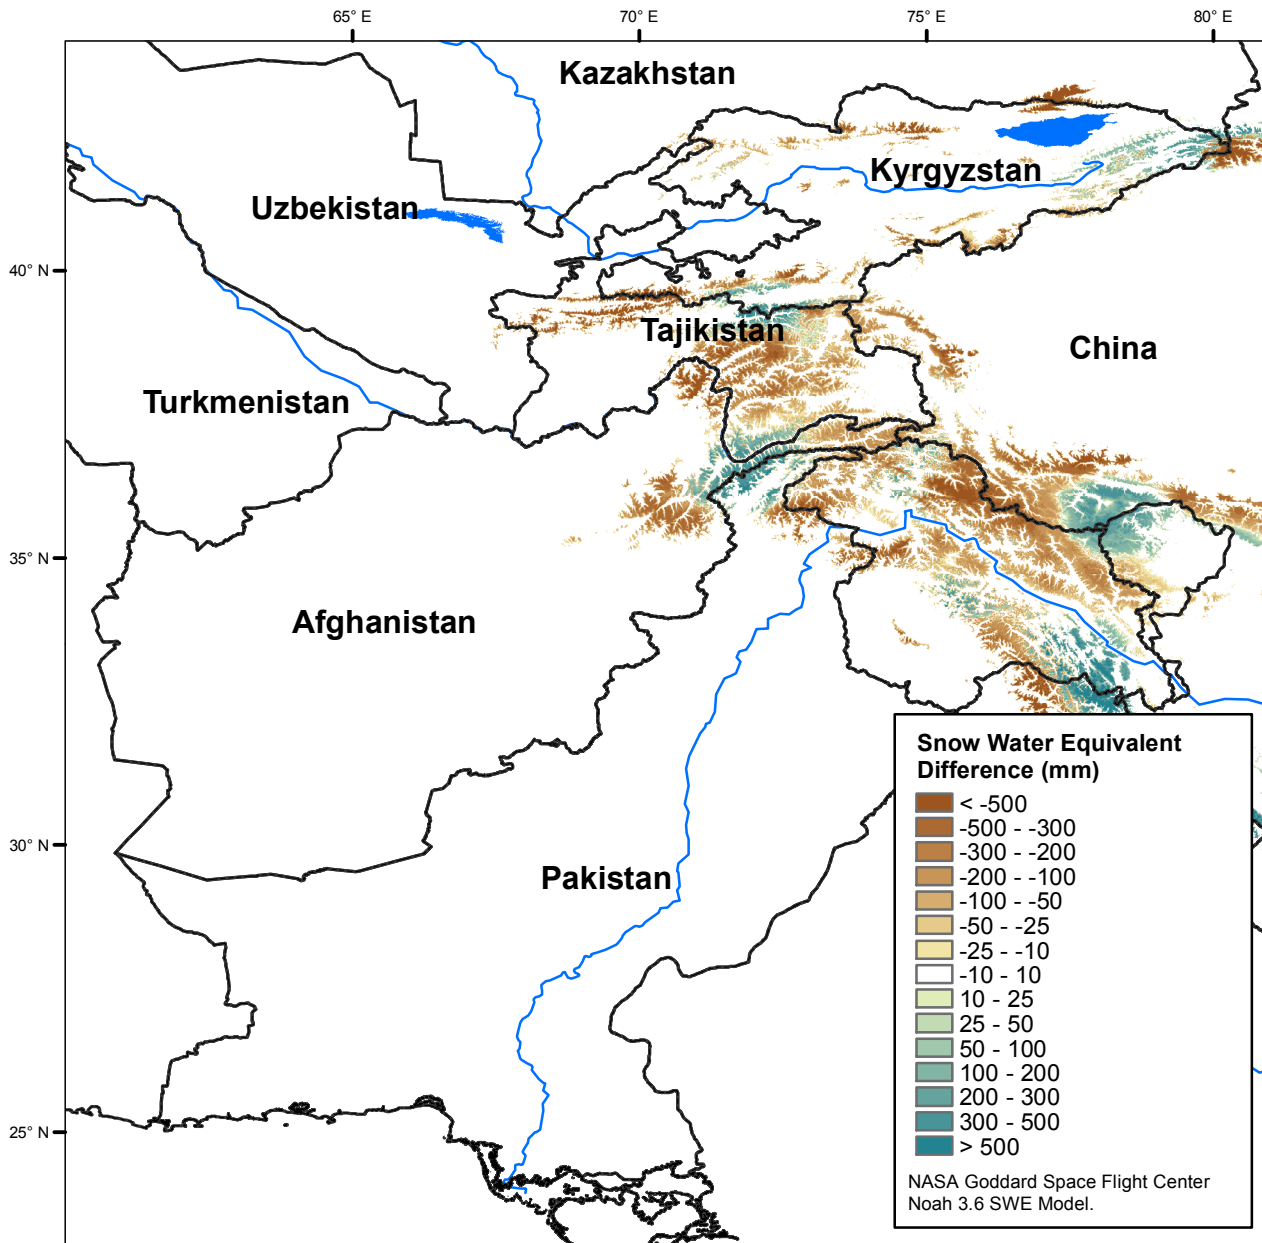 65° E
70° E
75° E
80° E
Kazakhstan
Kyrgyzstan
Uzbekistan
40° N
Tajikistan
China
Turkmenistan
35° N
Afghanistan
30° N
Pakistan
25° N
Snow Water Equivalent
Difference (mm)
< -500
-500 - -300
-300 - -200
-200 - -100
-100 - -50
-50 - -25
-25 - -10
-10 - 10
10 - 25
25 - 50
50 - 100
100 - 200
200 - 300
300 - 500
> 500
NASA Goddard Space Flight Center
Noah 3.6 SWE Model.